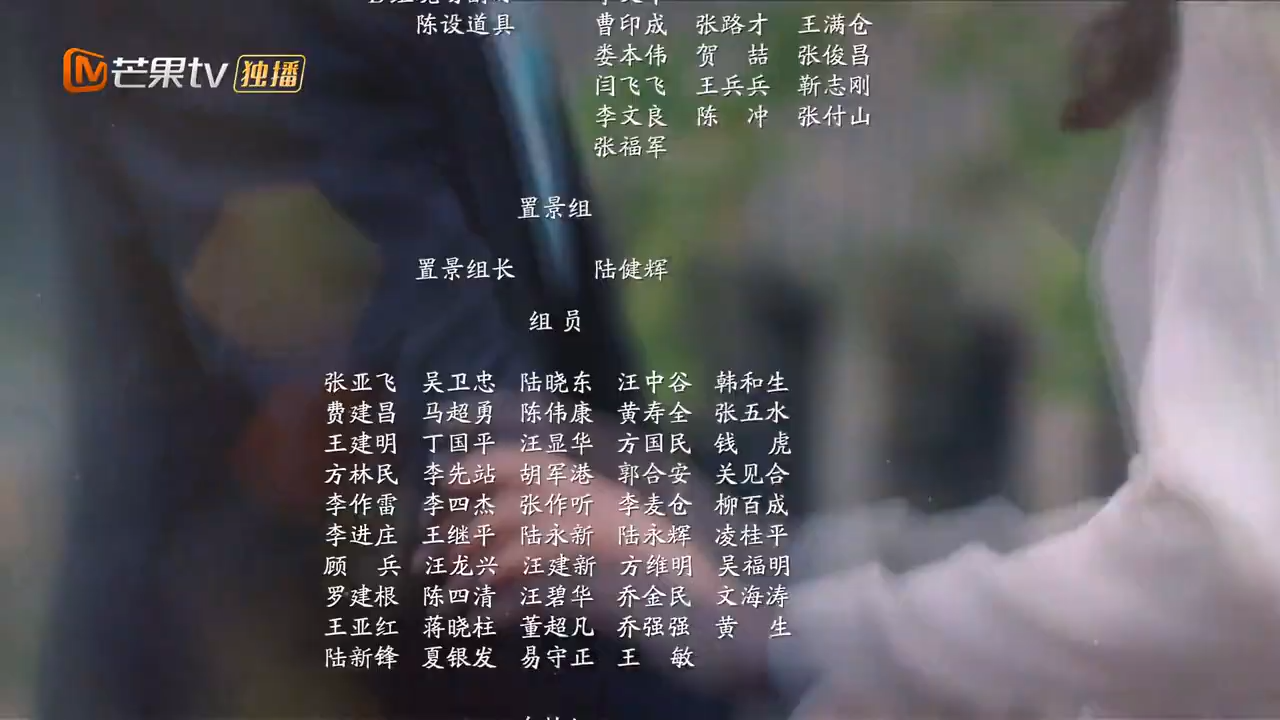 芒果tv 独播
陈设道具 曹印成 张路才 王满仓
娄本伟 贺 喆 张俊昌
闫飞飞 王兵兵 靳志刚
李文良 陈 冲 张付山
张福军
置景组
置景组长 陆健辉
组 员
张亚飞 吴卫忠 陆晓东 汪中谷 韩和生
费建昌 马超勇 陈伟康 黄寿全 张五水
王建明 丁国平 汪显华 方国民 钱 虎
方林民 李先站 胡军港 郭合安 关见合
李作雷 李四杰 张作听 李麦仓 柳百成
李进庄 王继平 陆永新 陆永辉 凌桂平
顾 兵 汪龙兴 汪建新 方维明 吴福明
罗建根 陈四清 汪碧华 乔金民 文海涛
王亚红 蒋晓柱 董超凡 乔强强 黄 生
陆新锋 夏银发 易守正 王 敏